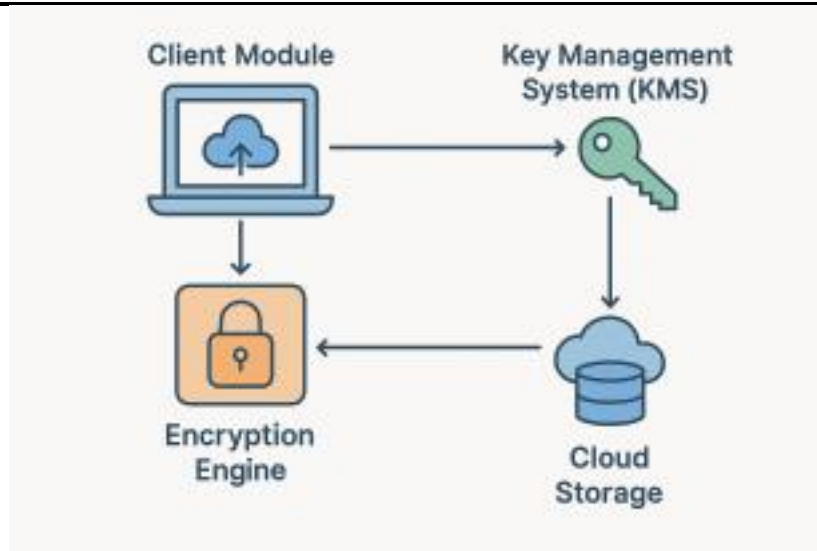 Client Module
Key Management
System (KMS)
Encryption
Engine
Cloud
Storage